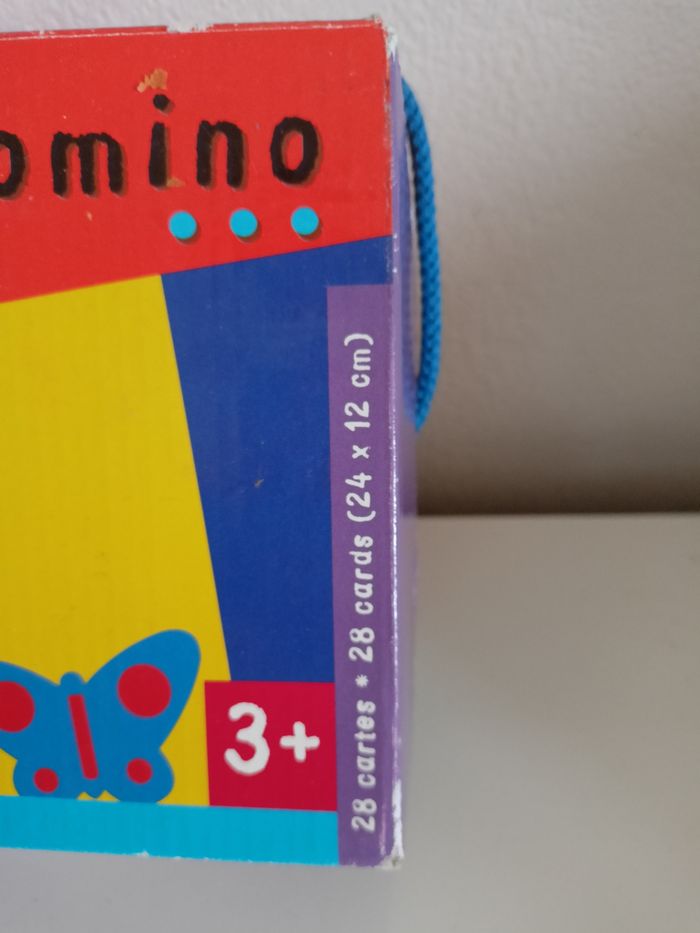 omino
3+
28 cartes * 28 cards (24 x 12 cm)